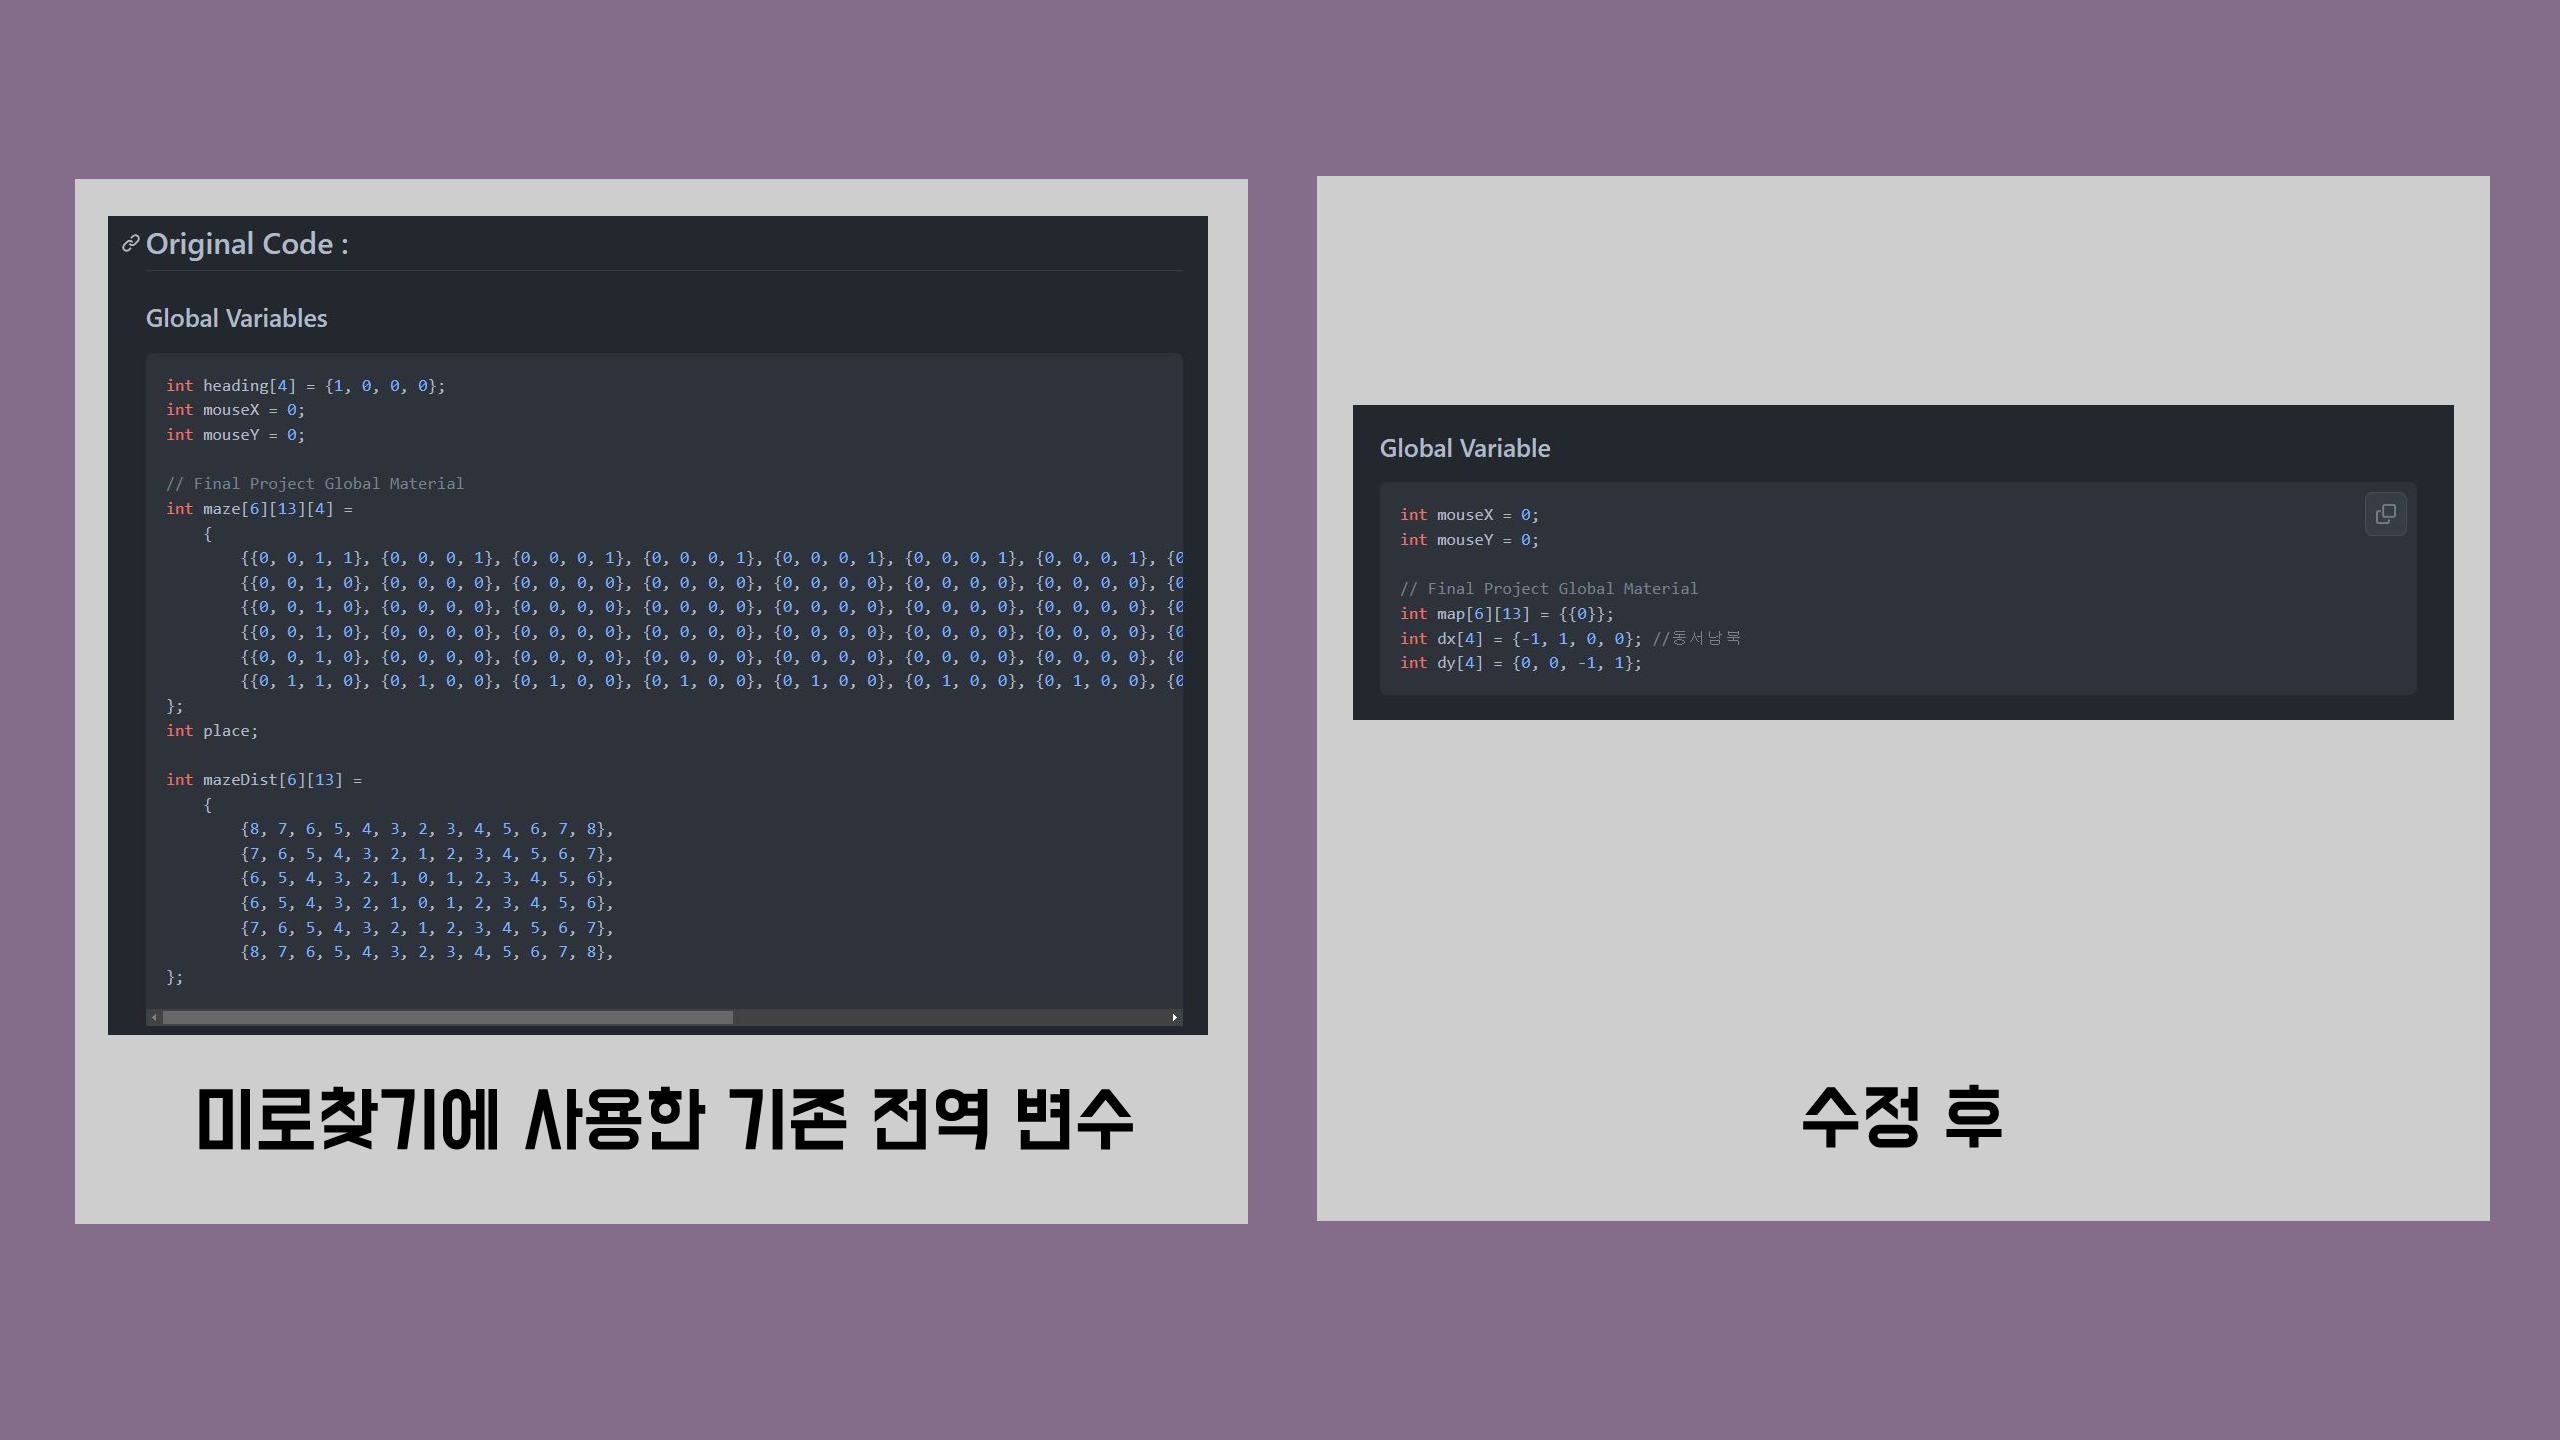 Original Code :
Global Variables
int heading[4] = {1, 0, 0, 0};
int mouseX = 0;
int mouseY = 0;
// Final Project Global Material
int maze[6][13][4] =
{
{{0, 0, 1, 1}, {0, 0, 0, 1}, {0, 0, 0, 1}, {0, 0, 0, 1}, {0, 0, 0, 1}, {0, 0, 0, 1}, {0, 0, 0, 1}, {0
{{0, 0, 1, 0}, {0, 0, 0, 0}, {0, 0, 0, 0}, {0, 0, 0, 0}, {0, 0, 0, 0}, {0, 0, 0, 0}, {0, 0, 0, 0}, {0
{{0, 0, 1, 0}, {0, 0, 0, 0}, {0, 0, 0, 0}, {0, 0, 0, 0}, {0, 0, 0, 0}, {0, 0, 0, 0}, {0, 0, 0, 0}, {0
{{0, 0, 1, 0}, {0, 0, 0, 0}, {0, 0, 0, 0}, {0, 0, 0, 0}, {0, 0, 0, 0}, {0, 0, 0, 0}, {0, 0, 0, 0}, {0
{{0, 0, 1, 0}, {0, 0, 0, 0}, {0, 0, 0, 0}, {0, 0, 0, 0}, {0, 0, 0, 0}, {0, 0, 0, 0}, {0, 0, 0, 0}, {0
{{0, 1, 1, 0}, {0, 1, 0, 0}, {0, 1, 0, 0}, {0, 1, 0, 0}, {0, 1, 0, 0}, {0, 1, 0, 0}, {0, 1, 0, 0}, {0
};
int place;
int mazeDist[6][13] =
{
{8, 7, 6, 5, 4, 3, 2, 3, 4, 5, 6, 7, 8},
{7, 6, 5, 4, 3, 2, 1, 2, 3, 4, 5, 6, 7},
{6, 5, 4, 3, 2, 1, 0, 1, 2, 3, 4, 5, 6},
{6, 5, 4, 3, 2, 1, 0, 1, 2, 3, 4, 5, 6},
{7, 6, 5, 4, 3, 2, 1, 2, 3, 4, 5, 6, 7},
{8, 7, 6, 5, 4, 3, 2, 3, 4, 5, 6, 7, 8},
};
미로찾기에 사용한 기존 전역 변수
Global Variable
int mouseX = 0;
int mouseY = 0;
// Final Project Global Material
int map[6][13] = {{0}};
int dx[4] = {-1, 1, 0, 0}; //동서남북
int dy[4] = {0, 0, -1, 1};
수정 후